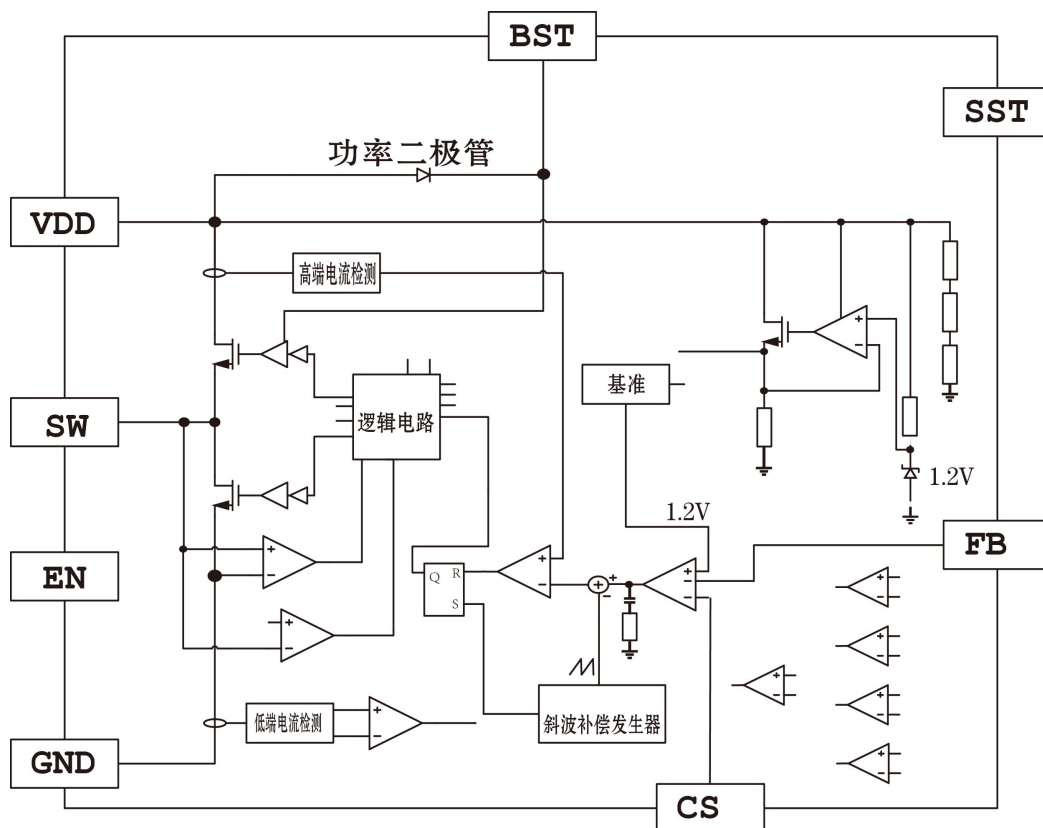 BST
SST
功率二极管
VDD
高端电流检测
+
−
基准
逻辑电路
SW
1.2V
1.2V
FB
EN
+
−
Q
R
S
+
−
+
+
−
+
−
−
+
−
+
−
+
−
+
−
+
−
低端电流检测
+
−
斜波补偿发生器
+
−
GND
CS